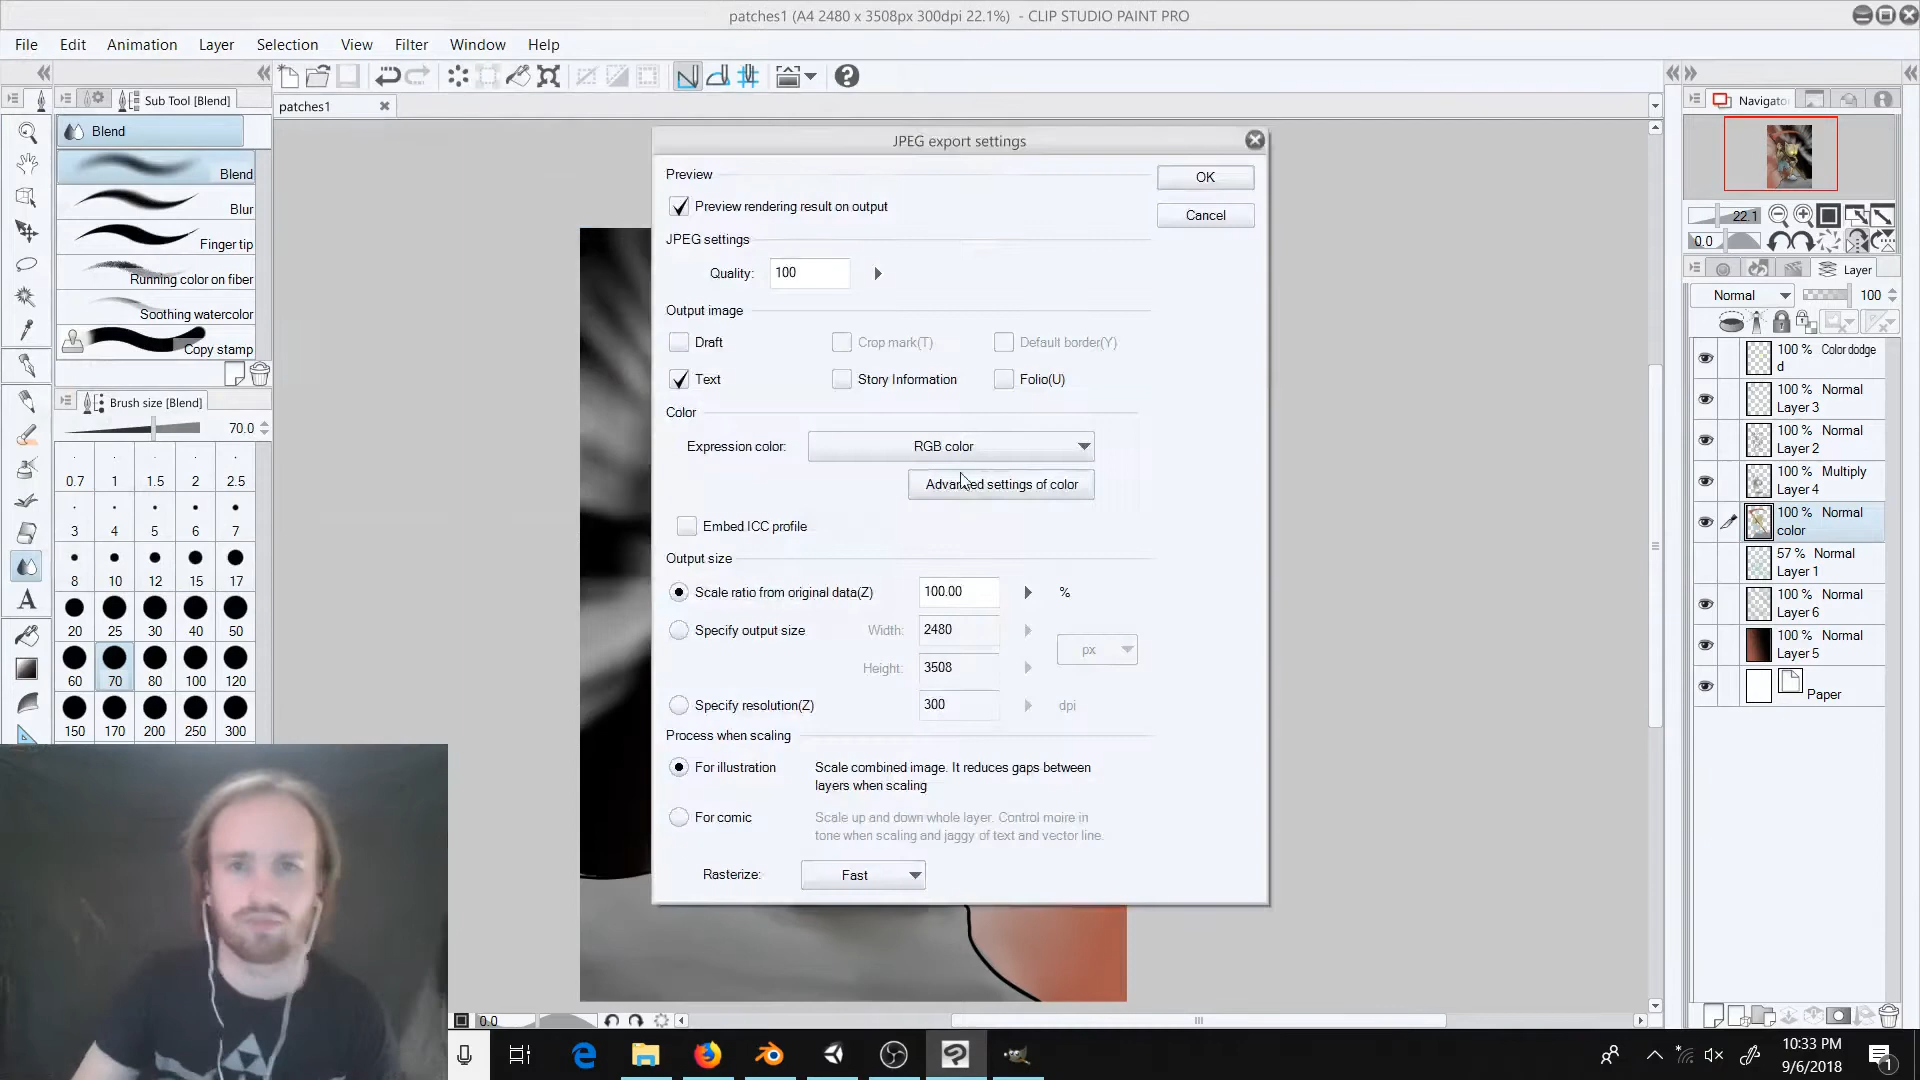 patches1 (A4 2480 x 3508px 300dpi 22.1%) - CLIP STUDIO PAINT PRO
File Edit Animation Layer Selection View Filter Window Help
Sub Tool [Blend]
patches1
Navigato
Blend
Blend
Blur
Finger tip
Running color on fiber
Soothing watercolor
Copy stamp
Brush size [Blend]
70.0
0.7 1 1.5 2 2.5
3 4 5 6 7
8 10 12 15 17
20 25 30 40 50
60 70 80 100 120
150 170 200 250 300
A
JPEG export settings
Preview
OK
Preview rendering result on output
Cancel
JPEG settings
Quality: 100
Output image
Draft Crop mark(T) Default border(Y)
Text Story Information Folio(U)
Color
Expression color: RGB color
Advanced settings of color
Embed ICC profile
Output size
Scale ratio from original data(Z) 100.00 %
Specify output size Width: 2480
px
Height: 3508
Specify resolution(Z) 300 dpi
Process when scaling
For illustration Scale combined image. It reduces gaps between
layers when scaling
For comic Scale up and down whole layer. Control moire in
tone when scaling and jaggy of text and vector line.
Rasterize: Fast
22.1
0.0
Layer
Normal 100
100 % Color dodge
d
100 % Normal
Layer 3
100 % Normal
Layer 2
100 % Multiply
Layer 4
100 % Normal
color
57 % Normal
Layer 1
100 % Normal
Layer 6
100 % Normal
Layer 5
Paper
0.0
10:33 PM
9/6/2018
1